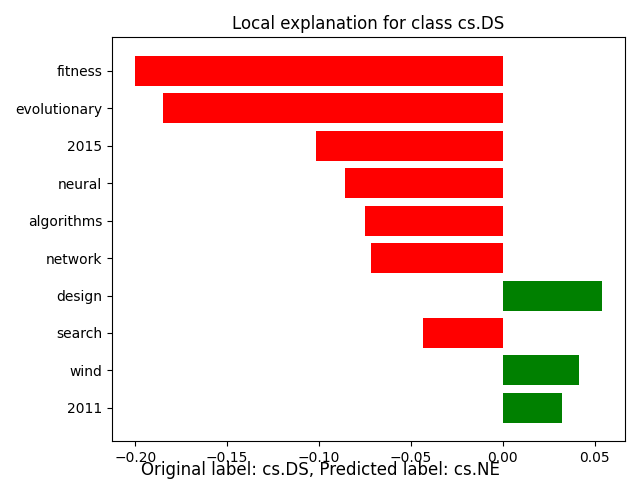 Local explanation for class cs.DS
fitness
evolutionary
2015
neural
algorithms
network
design
search
wind
2011
−0.20 −0.15 −0.10 −0.05 0.00 0.05
Original label: cs.DS, Predicted label: cs.NE